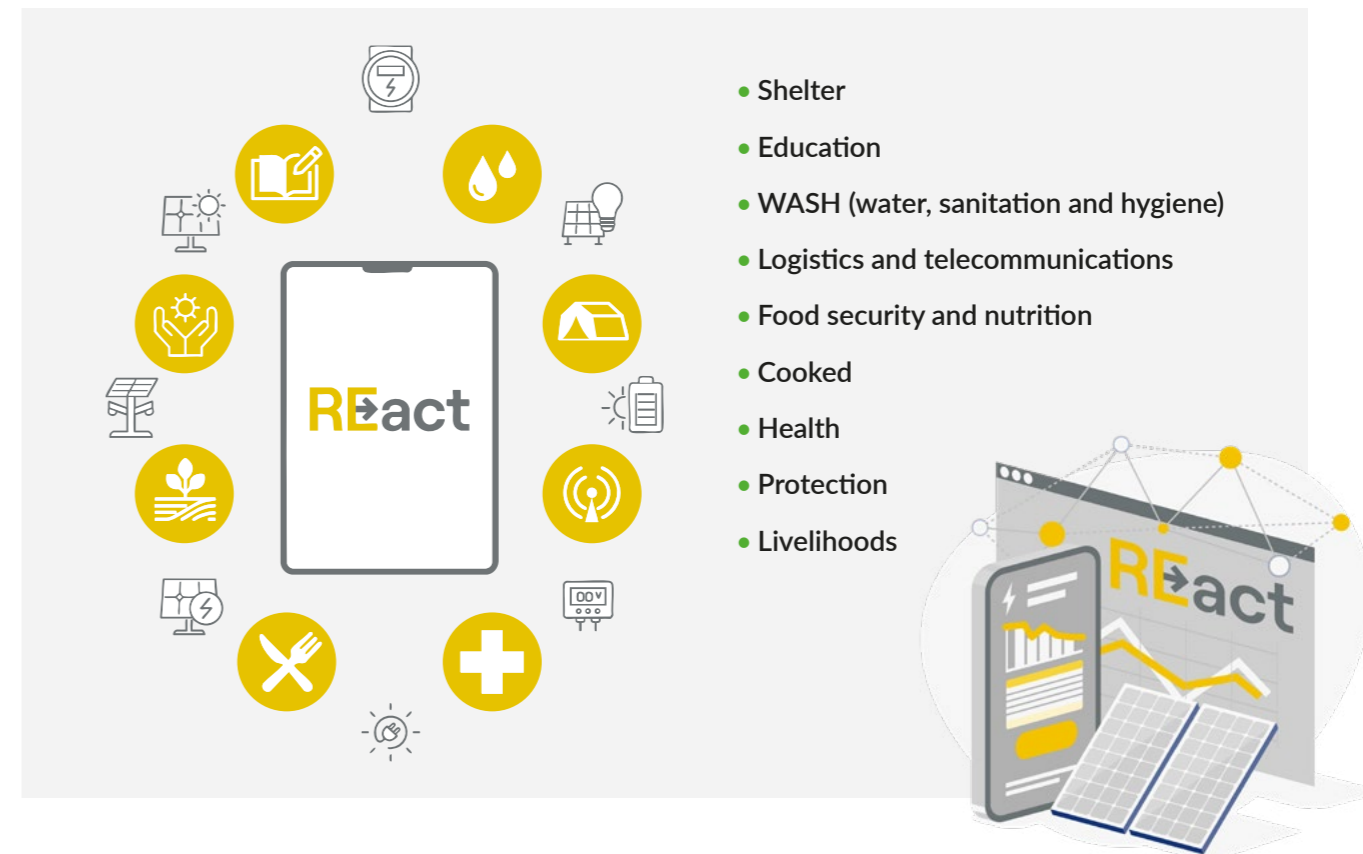 REact
00 V
• Shelter
• Education
• WASH (water, sanitation and hygiene)
• Logistics and telecommunications
• Food security and nutrition
• Cooked
• Health
• Protection
• Livelihoods
REact